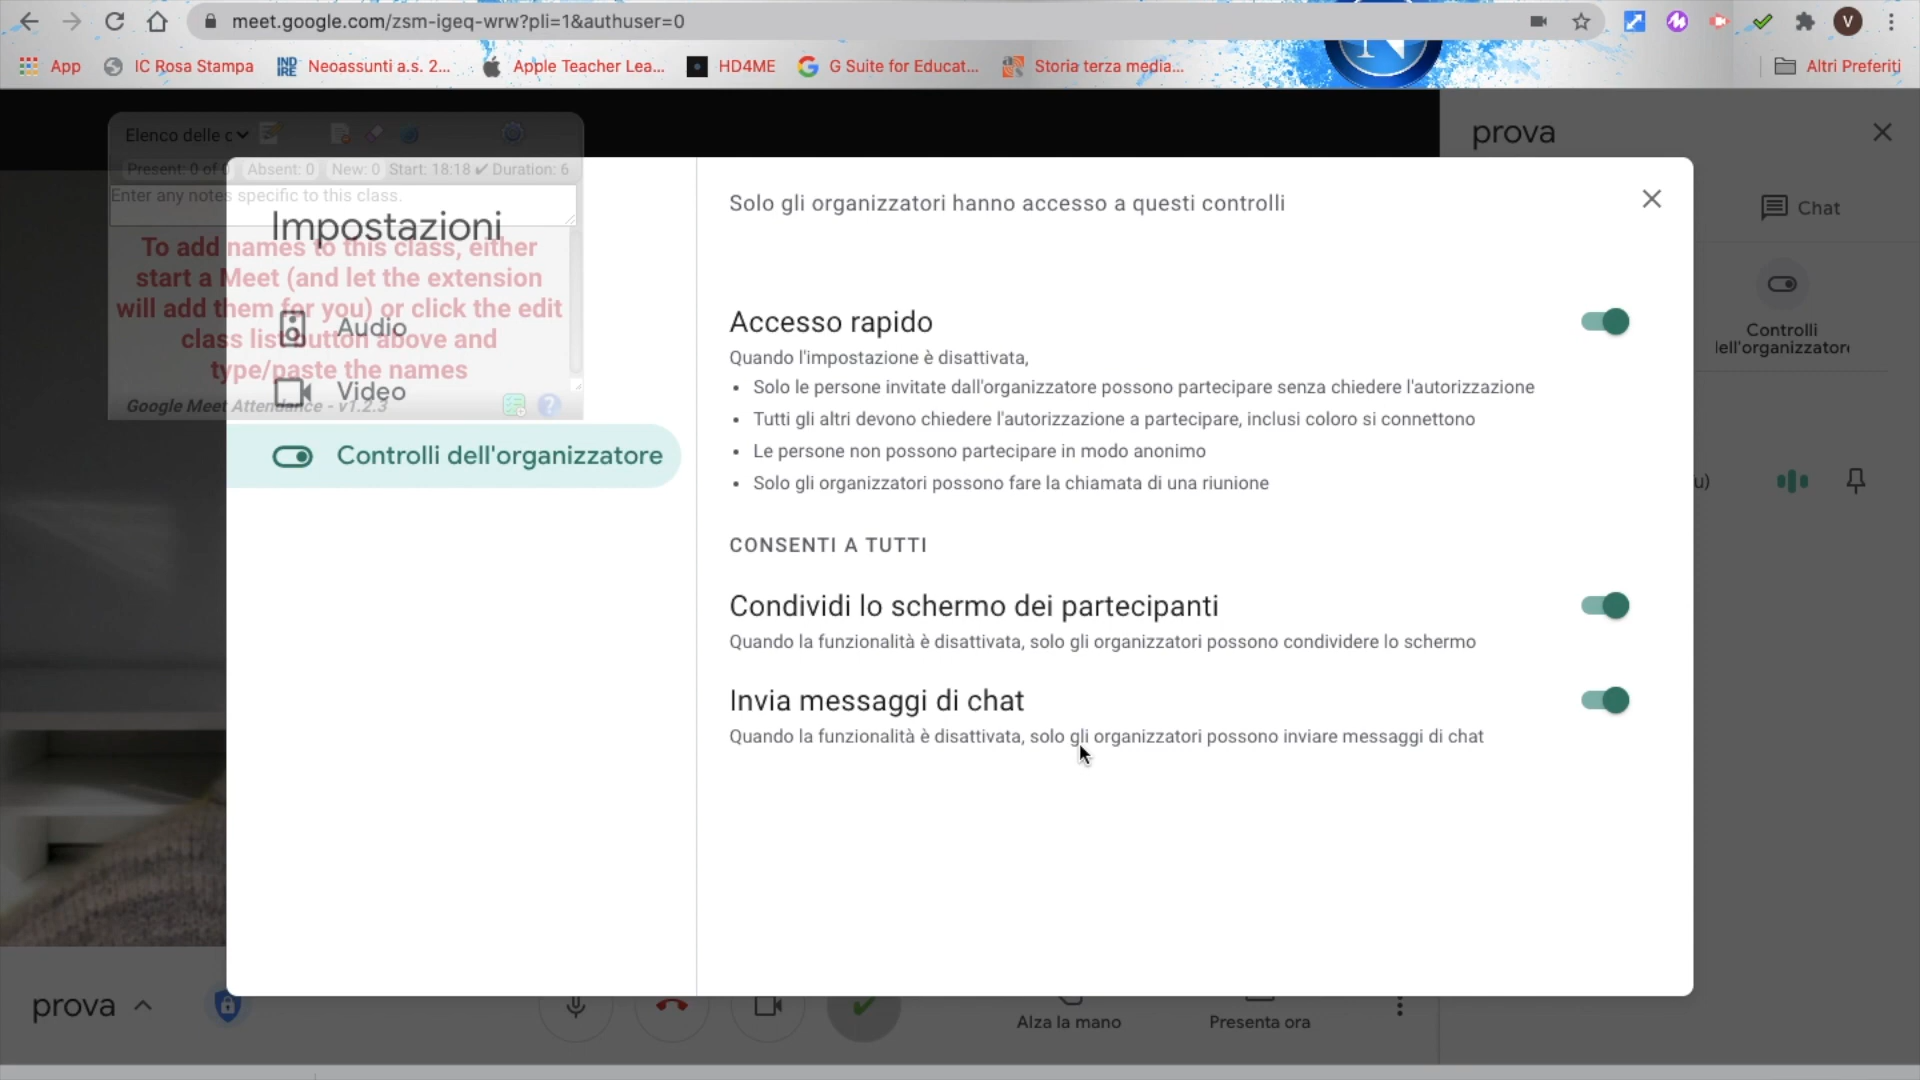 meet.google.com/zsm-igeq-wrw?pli=1&authuser=0
V
App
IC Rosa Stampa
IND IRE
Neoassunti a.s. 2...
Apple Teacher Lea...
HD4ME
G Suite for Educat...
Storia terza media...
Altri Preferiti
Elenco delle c
Present: 0 of 0 Absent: 0 New: 0 Start: 18:18 ✔ Duration: 6
Enter any notes specific to this class.
To add names to this class, either
start a Meet (and let the extension
will add them for you) or click the edit
class list button above and
type/paste the names
Google Meet Attendance - v1.2.3
Impostazioni
Audio
Video
Controlli dell'organizzatore
Solo gli organizzatori hanno accesso a questi controlli
Accesso rapido
Quando l'impostazione è disattivata,
• Solo le persone invitate dall'organizzatore possono partecipare senza chiedere l'autorizzazione
• Tutti gli altri devono chiedere l'autorizzazione a partecipare, inclusi coloro si connettono
• Le persone non possono partecipare in modo anonimo
• Solo gli organizzatori possono fare la chiamata di una riunione
CONSENTI A TUTTI
Condividi lo schermo dei partecipanti
Quando la funzionalità è disattivata, solo gli organizzatori possono condividere lo schermo
Invia messaggi di chat
Quando la funzionalità è disattivata, solo gli organizzatori possono inviare messaggi di chat
prova
Chat
Controlli
lell'organizzatore
u)
prova
Alza la mano
Presenta ora